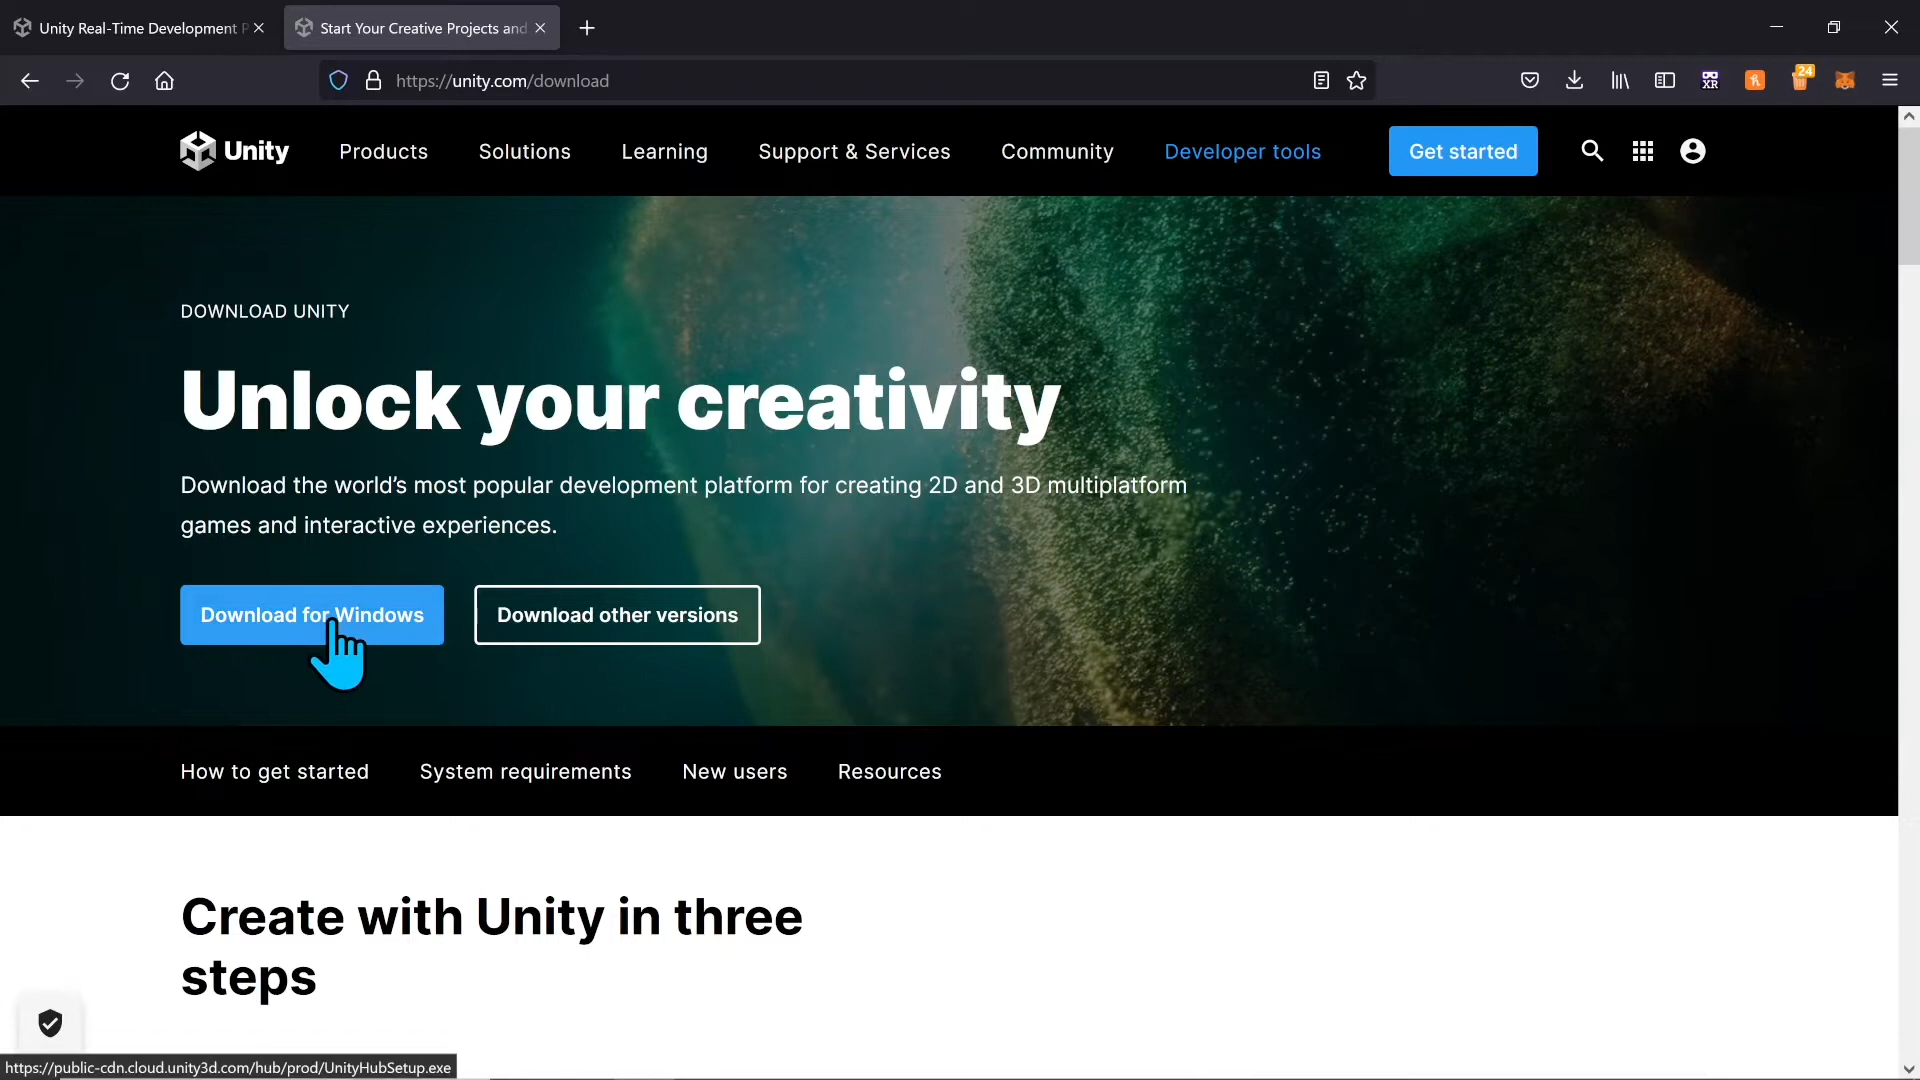 Unity Real-Time Development P
Start Your Creative Projects and
https://unity.com/download
XR
24
Unity
Products
Solutions
Learning
Support & Services
Community
Developer tools
Get started
DOWNLOAD UNITY
Unlock your creativity
Download the world’s most popular development platform for creating 2D and 3D multiplatform
games and interactive experiences.
Download for Windows
Download other versions
How to get started
System requirements
New users
Resources
Create with Unity in three
steps
https://public-cdn.cloud.unity3d.com/hub/prod/UnityHubSetup.exe